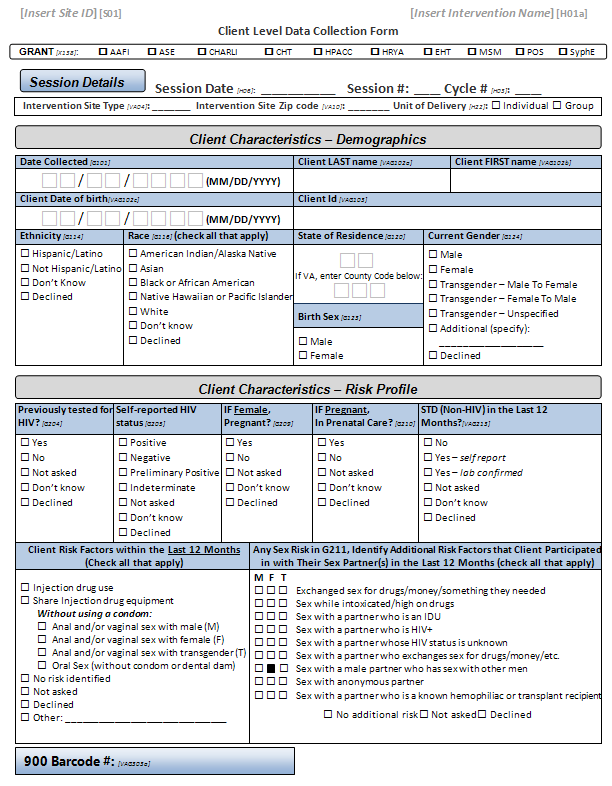 [Insert Site ID] [S01] [Insert Intervention Name] [H01a]
Client Level Data Collection Form
GRANT [X15B]: ☐ AAFI ☐ ASE ☐ CHARLI ☐ CHT ☐ HPACC ☐ HRYA ☐ EHT ☐ MSM ☐ POS ☐ SyphE
Session Details Session Date [H06]: __________ Session #: ____ Cycle # [H05]: ____
Intervention Site Type [VA04]: ______ Intervention Site Zip code [VA10]: ______ Unit of Delivery [H22]: ☐ Individual ☐ Group
Client Characteristics – Demographics
Date Collected [G101] Client LAST name [VAG102a] Client FIRST name [VAG102b]
☐☐/☐☐/☐☐☐☐ (MM/DD/YYYY)
Client Date of birth[VAG102c] Client Id [VAG103]
☐☐/☐☐/☐☐☐☐ (MM/DD/YYYY)
Ethnicity [G114]
☐ Hispanic/Latino
☐ Not Hispanic/Latino
☐ Don't Know
☐ Declined
Race [G116] (check all that apply)
☐ American Indian/Alaska Native
☐ Asian
☐ Black or African American
☐ Native Hawaiian or Pacific Islander
☐ White
☐ Don't know
☐ Declined
State of Residence [G120]
☐☐
If VA, enter County Code below:
☐☐☐
Birth Sex [G123]
☐ Male
☐ Female
Current Gender [G124]
☐ Male
☐ Female
☐ Transgender – Male To Female
☐ Transgender – Female To Male
☐ Transgender – Unspecified
☐ Additional (specify):
____________________
☐ Declined
Client Characteristics – Risk Profile
Previously tested for
HIV? [G204]
☐ Yes
☐ No
☐ Not asked
☐ Don't know
☐ Declined
Self-reported HIV
status [G205]
☐ Positive
☐ Negative
☐ Preliminary Positive
☐ Indeterminate
☐ Not asked
☐ Don't know
☐ Declined
IF Female,
Pregnant? [G209]
☐ Yes
☐ No
☐ Not asked
☐ Don't know
☐ Declined
IF Pregnant,
In Prenatal Care? [G210]
☐ Yes
☐ No
☐ Not asked
☐ Don't know
☐ Declined
STD (Non-HIV) in the Last 12
Months?[VAG213]
☐ No
☐ Yes – self report
☐ Yes – lab confirmed
☐ Not asked
☐ Don't know
☐ Declined
Client Risk Factors within the Last 12 Months
(Check all that apply)
☐ Injection drug use
☐ Share Injection drug equipment
Without using a condom:
☐ Anal and/or vaginal sex with male (M)
☐ Anal and/or vaginal sex with female (F)
☐ Anal and/or vaginal sex with transgender (T)
☐ Oral Sex (without condom or dental dam)
☐ No risk identified
☐ Not asked
☐ Declined
☐ Other: ____________________________
Any Sex Risk in G211, Identify Additional Risk Factors that Client Participated
in with Their Sex Partner(s) in the Last 12 Months (check all that apply)
M F T
☐☐☐ Exchanged sex for drugs/money/something they needed
☐☐☐ Sex while intoxicated/high on drugs
☐☐☐ Sex with a partner who is an IDU
☐☐☐ Sex with a partner who is HIV+
☐☐☐ Sex with a partner whose HIV status is unknown
☐☐☐ Sex with a partner who exchanges sex for drugs/money/etc.
☐■☐ Sex with a male partner who has sex with other men
☐☐☐ Sex with anonymous partner
☐☐☐ Sex with a partner who is a known hemophiliac or transplant recipient
☐ No additional risk☐ Not asked☐ Declined
900 Barcode #: [VAG303a]